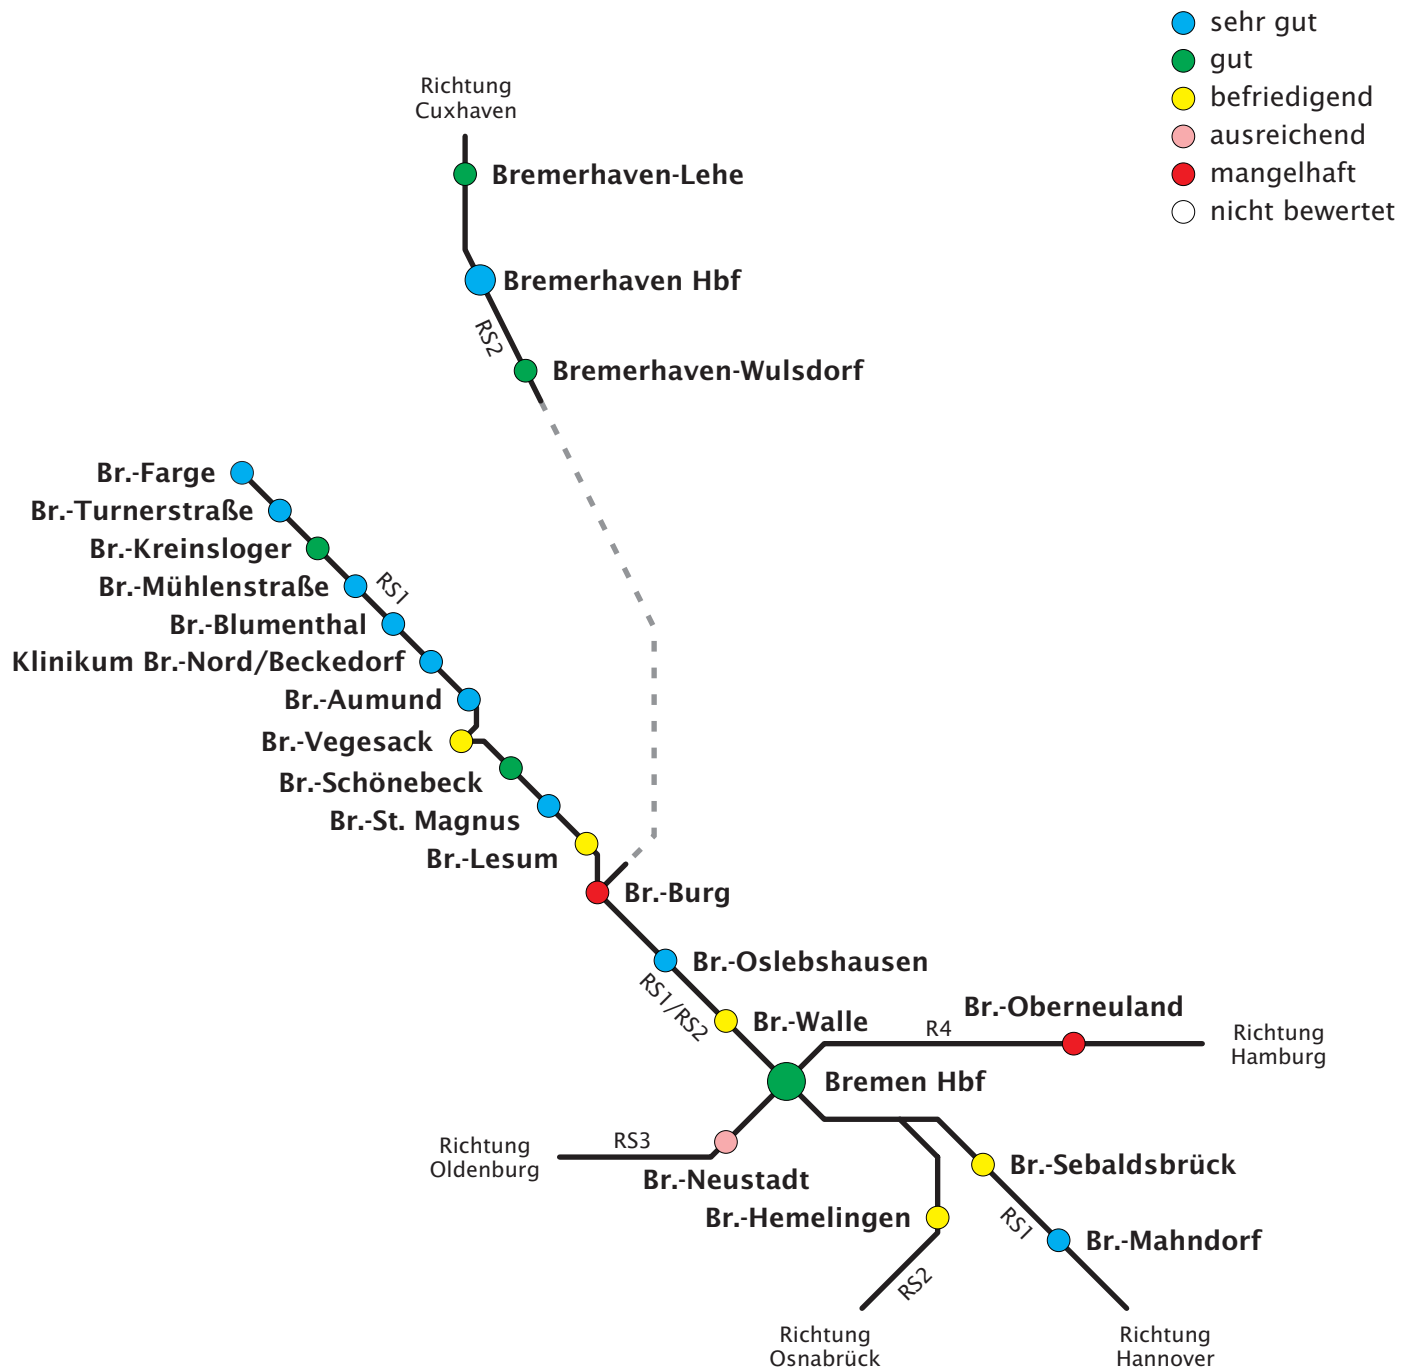 sehr gut
gut
befriedigend
ausreichend
mangelhaft
nicht bewertet
Richtung
Cuxhaven
Bremerhaven-Lehe
Bremerhaven Hbf
RS2
Bremerhaven-Wulsdorf
Br.-Farge
Br.-Turnerstraße
Br.-Kreinsloger
Br.-Mühlenstraße
RS1
Br.-Blumenthal
Klinikum Br.-Nord/Beckedorf
Br.-Aumund
Br.-Vegesack
Br.-Schönebeck
Br.-St. Magnus
Br.-Lesum
Br.-Burg
Br.-Oslebshausen
RS1/RS2
Br.-Walle
Br.-Oberneuland
R4
Richtung
Hamburg
Bremen Hbf
RS3
Richtung
Oldenburg
Br.-Neustadt
Br.-Sebaldsbrück
Br.-Hemelingen
RS1
Br.-Mahndorf
RS2
Richtung
Osnabrück
Richtung
Hannover